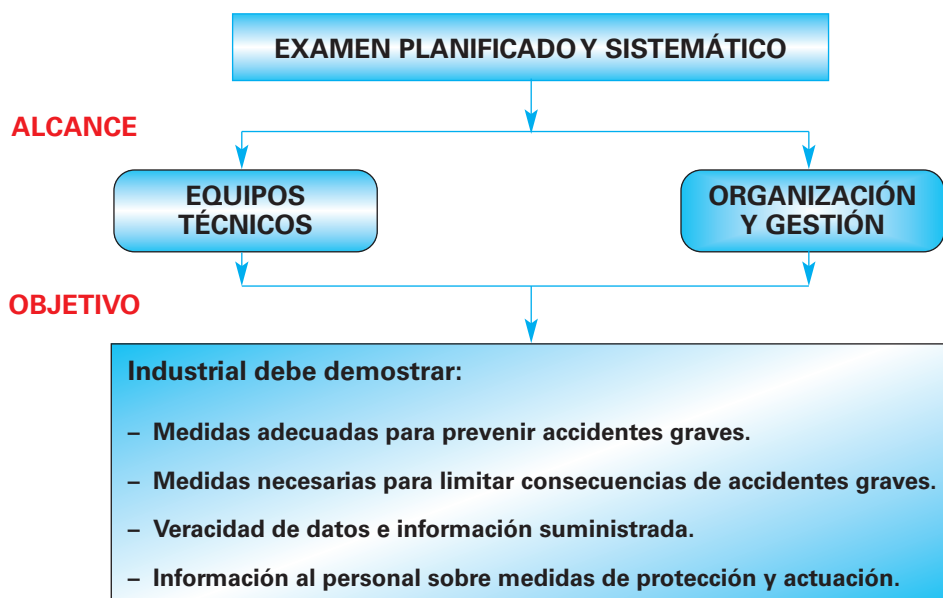 EXAMEN PLANIFICADO Y SISTEMÁTICO
ALCANCE
EQUIPOS
TÉCNICOS
ORGANIZACIÓN
Y GESTIÓN
OBJETIVO
Industrial debe demostrar:
– Medidas adecuadas para prevenir accidentes graves.
– Medidas necesarias para limitar consecuencias de accidentes graves.
– Veracidad de datos e información suministrada.
– Información al personal sobre medidas de protección y actuación.